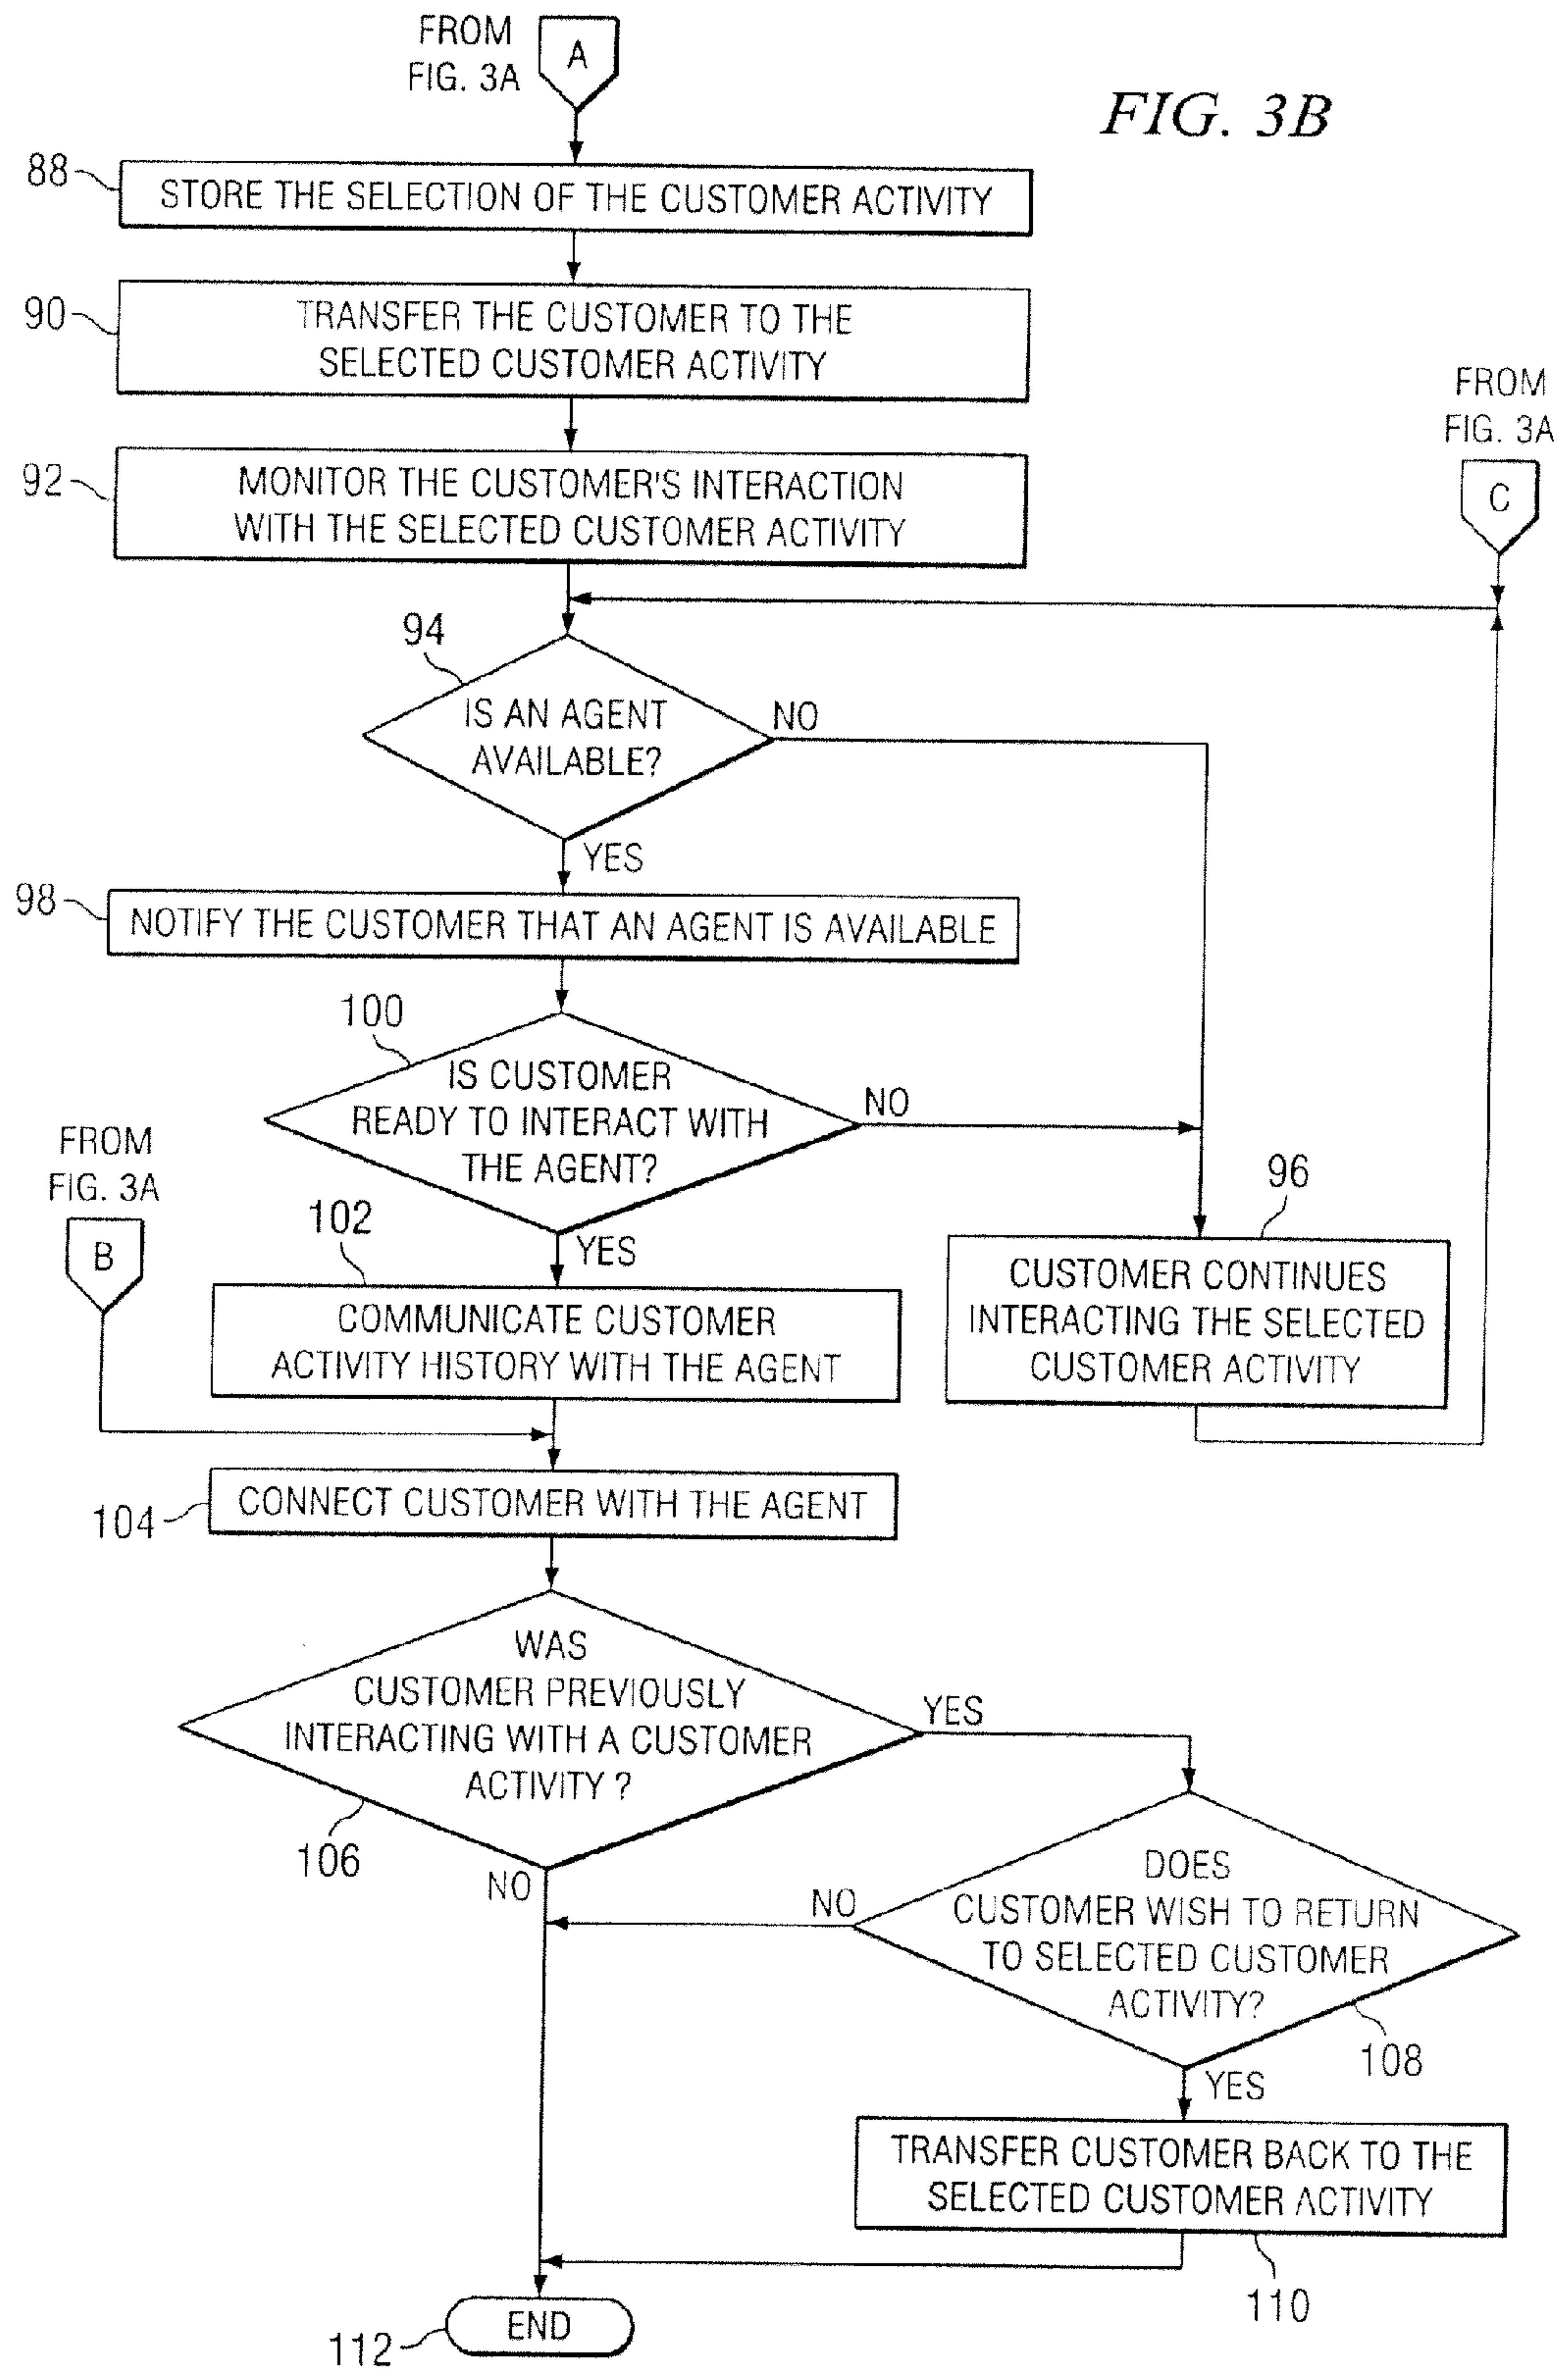 FROM
FIG. 3A
A
FIG. 3B
88
STORE THE SELECTION OF THE CUSTOMER ACTIVITY
90
TRANSFER THE CUSTOMER TO THE
SELECTED CUSTOMER ACTIVITY
FROM
FIG. 3A
C
92
MONITOR THE CUSTOMER'S INTERACTION
WITH THE SELECTED CUSTOMER ACTIVITY
94
IS AN AGENT
AVAILABLE?
NO
YES
98
NOTIFY THE CUSTOMER THAT AN AGENT IS AVAILABLE
100
IS CUSTOMER
READY TO INTERACT WITH
THE AGENT?
NO
YES
FROM
FIG. 3A
B
96
CUSTOMER CONTINUES
INTERACTING THE SELECTED
CUSTOMER ACTIVITY
102
COMMUNICATE CUSTOMER
ACTIVITY HISTORY WITH THE AGENT
104
CONNECT CUSTOMER WITH THE AGENT
WAS
CUSTOMER PREVIOUSLY
INTERACTING WITH A CUSTOMER
ACTIVITY ?
YES
106
NO
DOES
CUSTOMER WISH TO RETURN
TO SELECTED CUSTOMER
ACTIVITY?
NO
108
YES
TRANSFER CUSTOMER BACK TO THE
SELECTED CUSTOMER ACTIVITY
110
END
112